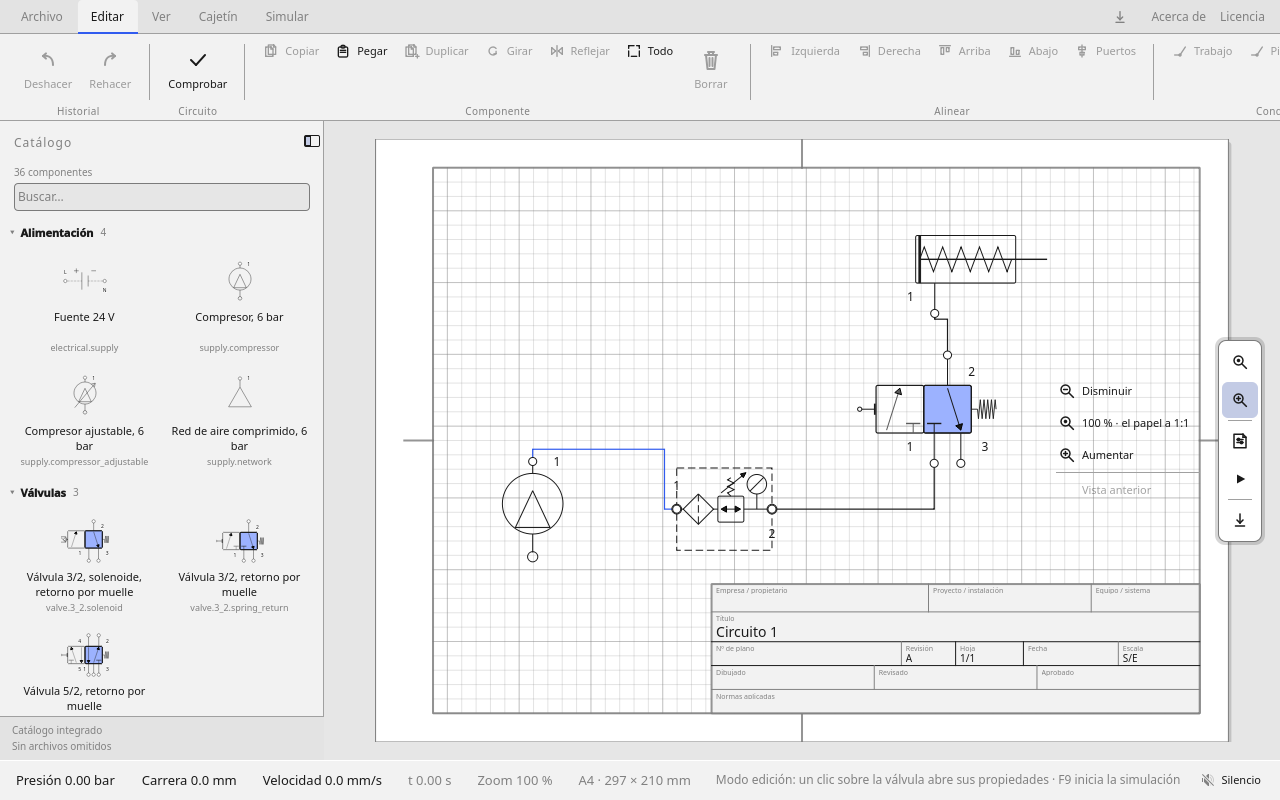 Archivo
Editar
Ver
Cajetín
Simular
Acerca de
Licencia
Deshacer
Rehacer
Historial
Comprobar
Circuito
Copiar
Pegar
Duplicar
Girar
Reflejar
Todo
Borrar
Componente
Izquierda
Derecha
Arriba
Abajo
Puertos
Alinear
Trabajo
Pi
Conc
Catálogo
36 componentes
Buscar...
Alimentación 4
Fuente 24 V
electrical.supply
Compresor, 6 bar
supply.compressor
Compresor ajustable, 6
bar
supply.compressor_adjustable
Red de aire comprimido, 6
bar
supply.network
Válvulas 3
Válvula 3/2, solenoide,
retorno por muelle
valve.3_2.solenoid
Válvula 3/2, retorno por
muelle
valve.3_2.spring_return
Válvula 5/2, retorno por
muelle
Catálogo integrado
Sin archivos omitidos
1
2
1
3
1
1
2
Disminuir
100 % · el papel a 1:1
Aumentar
Vista anterior
Empresa / propietario
Proyecto / instalación
Equipo / sistema
Título
Circuito 1
Nº de plano
Revisión
A
Hoja
1/1
Fecha
Escala
S/E
Dibujado
Revisado
Aprobado
Normas aplicadas
Presión 0.00 bar
Carrera 0.0 mm
Velocidad 0.0 mm/s
t 0.00 s
Zoom 100 %
A4 · 297 × 210 mm
Modo edición: un clic sobre la válvula abre sus propiedades · F9 inicia la simulación
Silencio